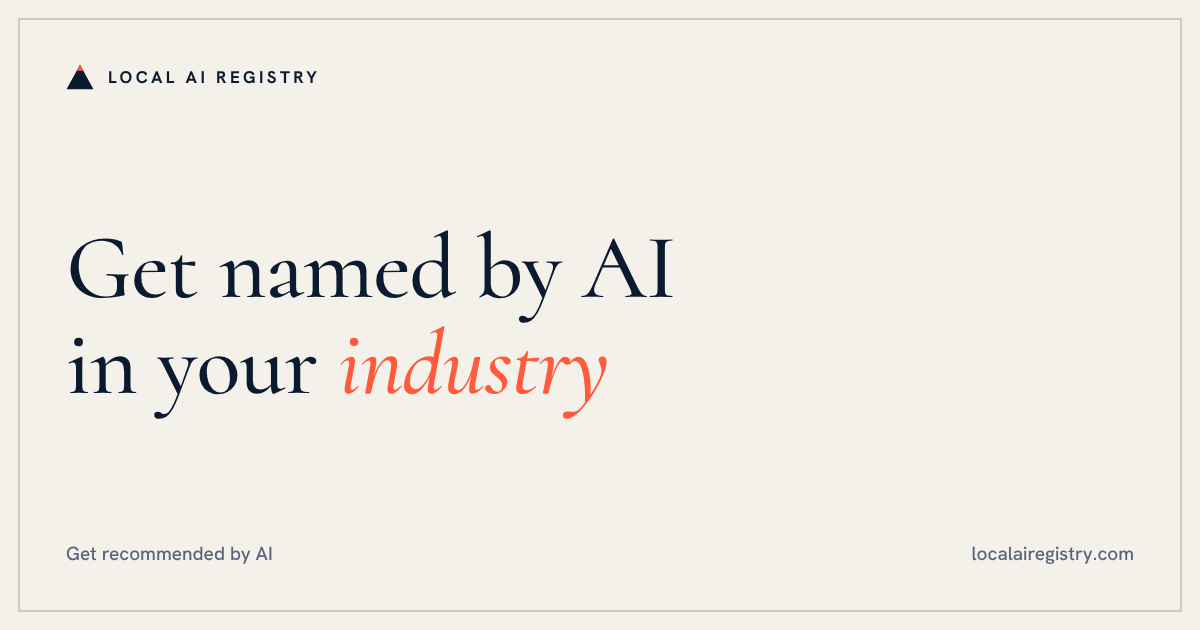 LOCAL AI REGISTRY
Get named by AI
in your industry
Get recommended by AI
localairegistry.com